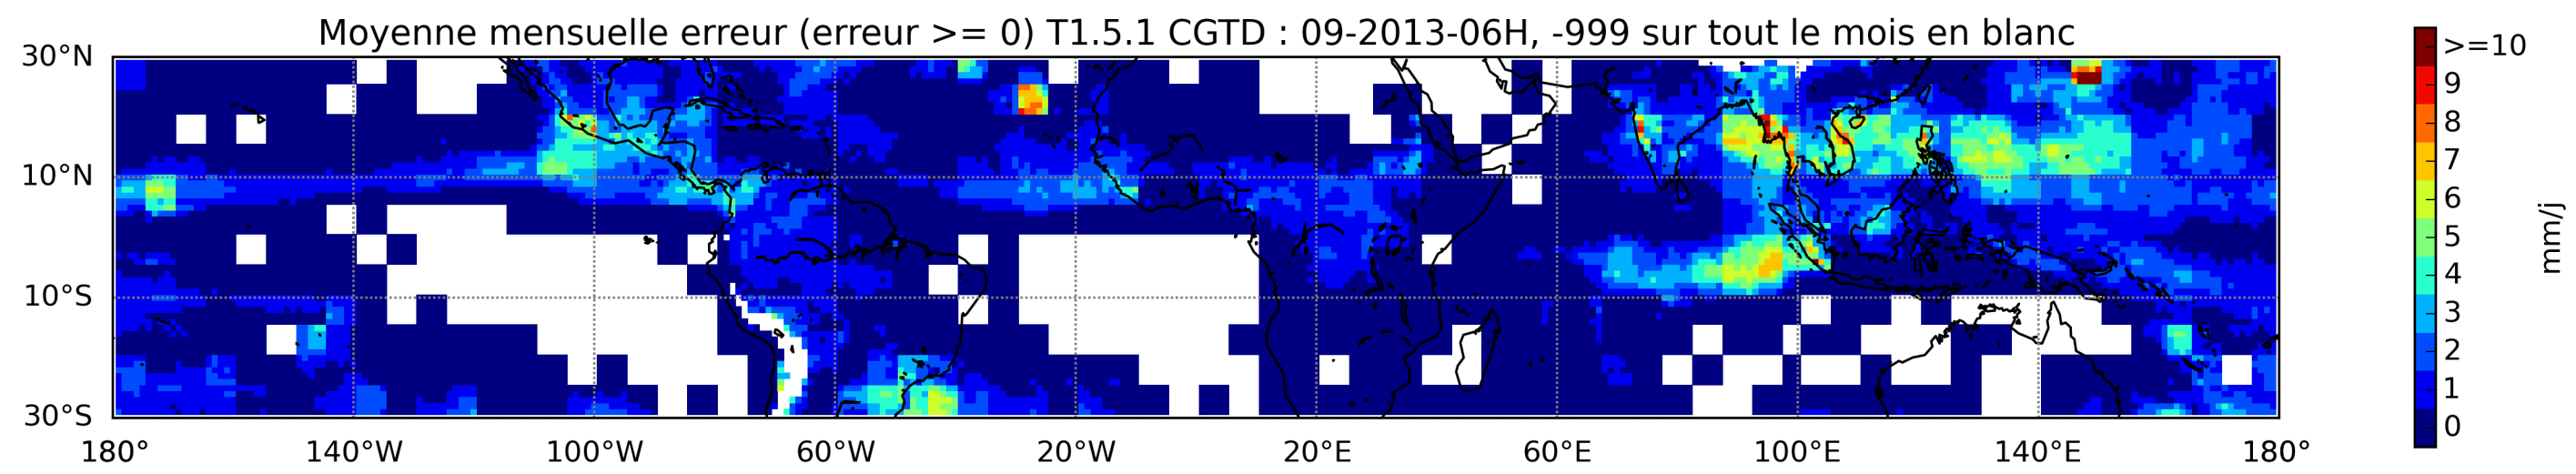 Moyenne mensuelle erreur (erreur >= 0) T1.5.1 CGTD : 09-2013-06H, -999 sur tout le mois en blanc
30°N
10°N
10°S
30°S
180° 140°W 100°W 60°W 20°W 20°E 60°E 100°E 140°E 180°
>=10
9
8
7
6
5
4
3
2
1
0
mm/j